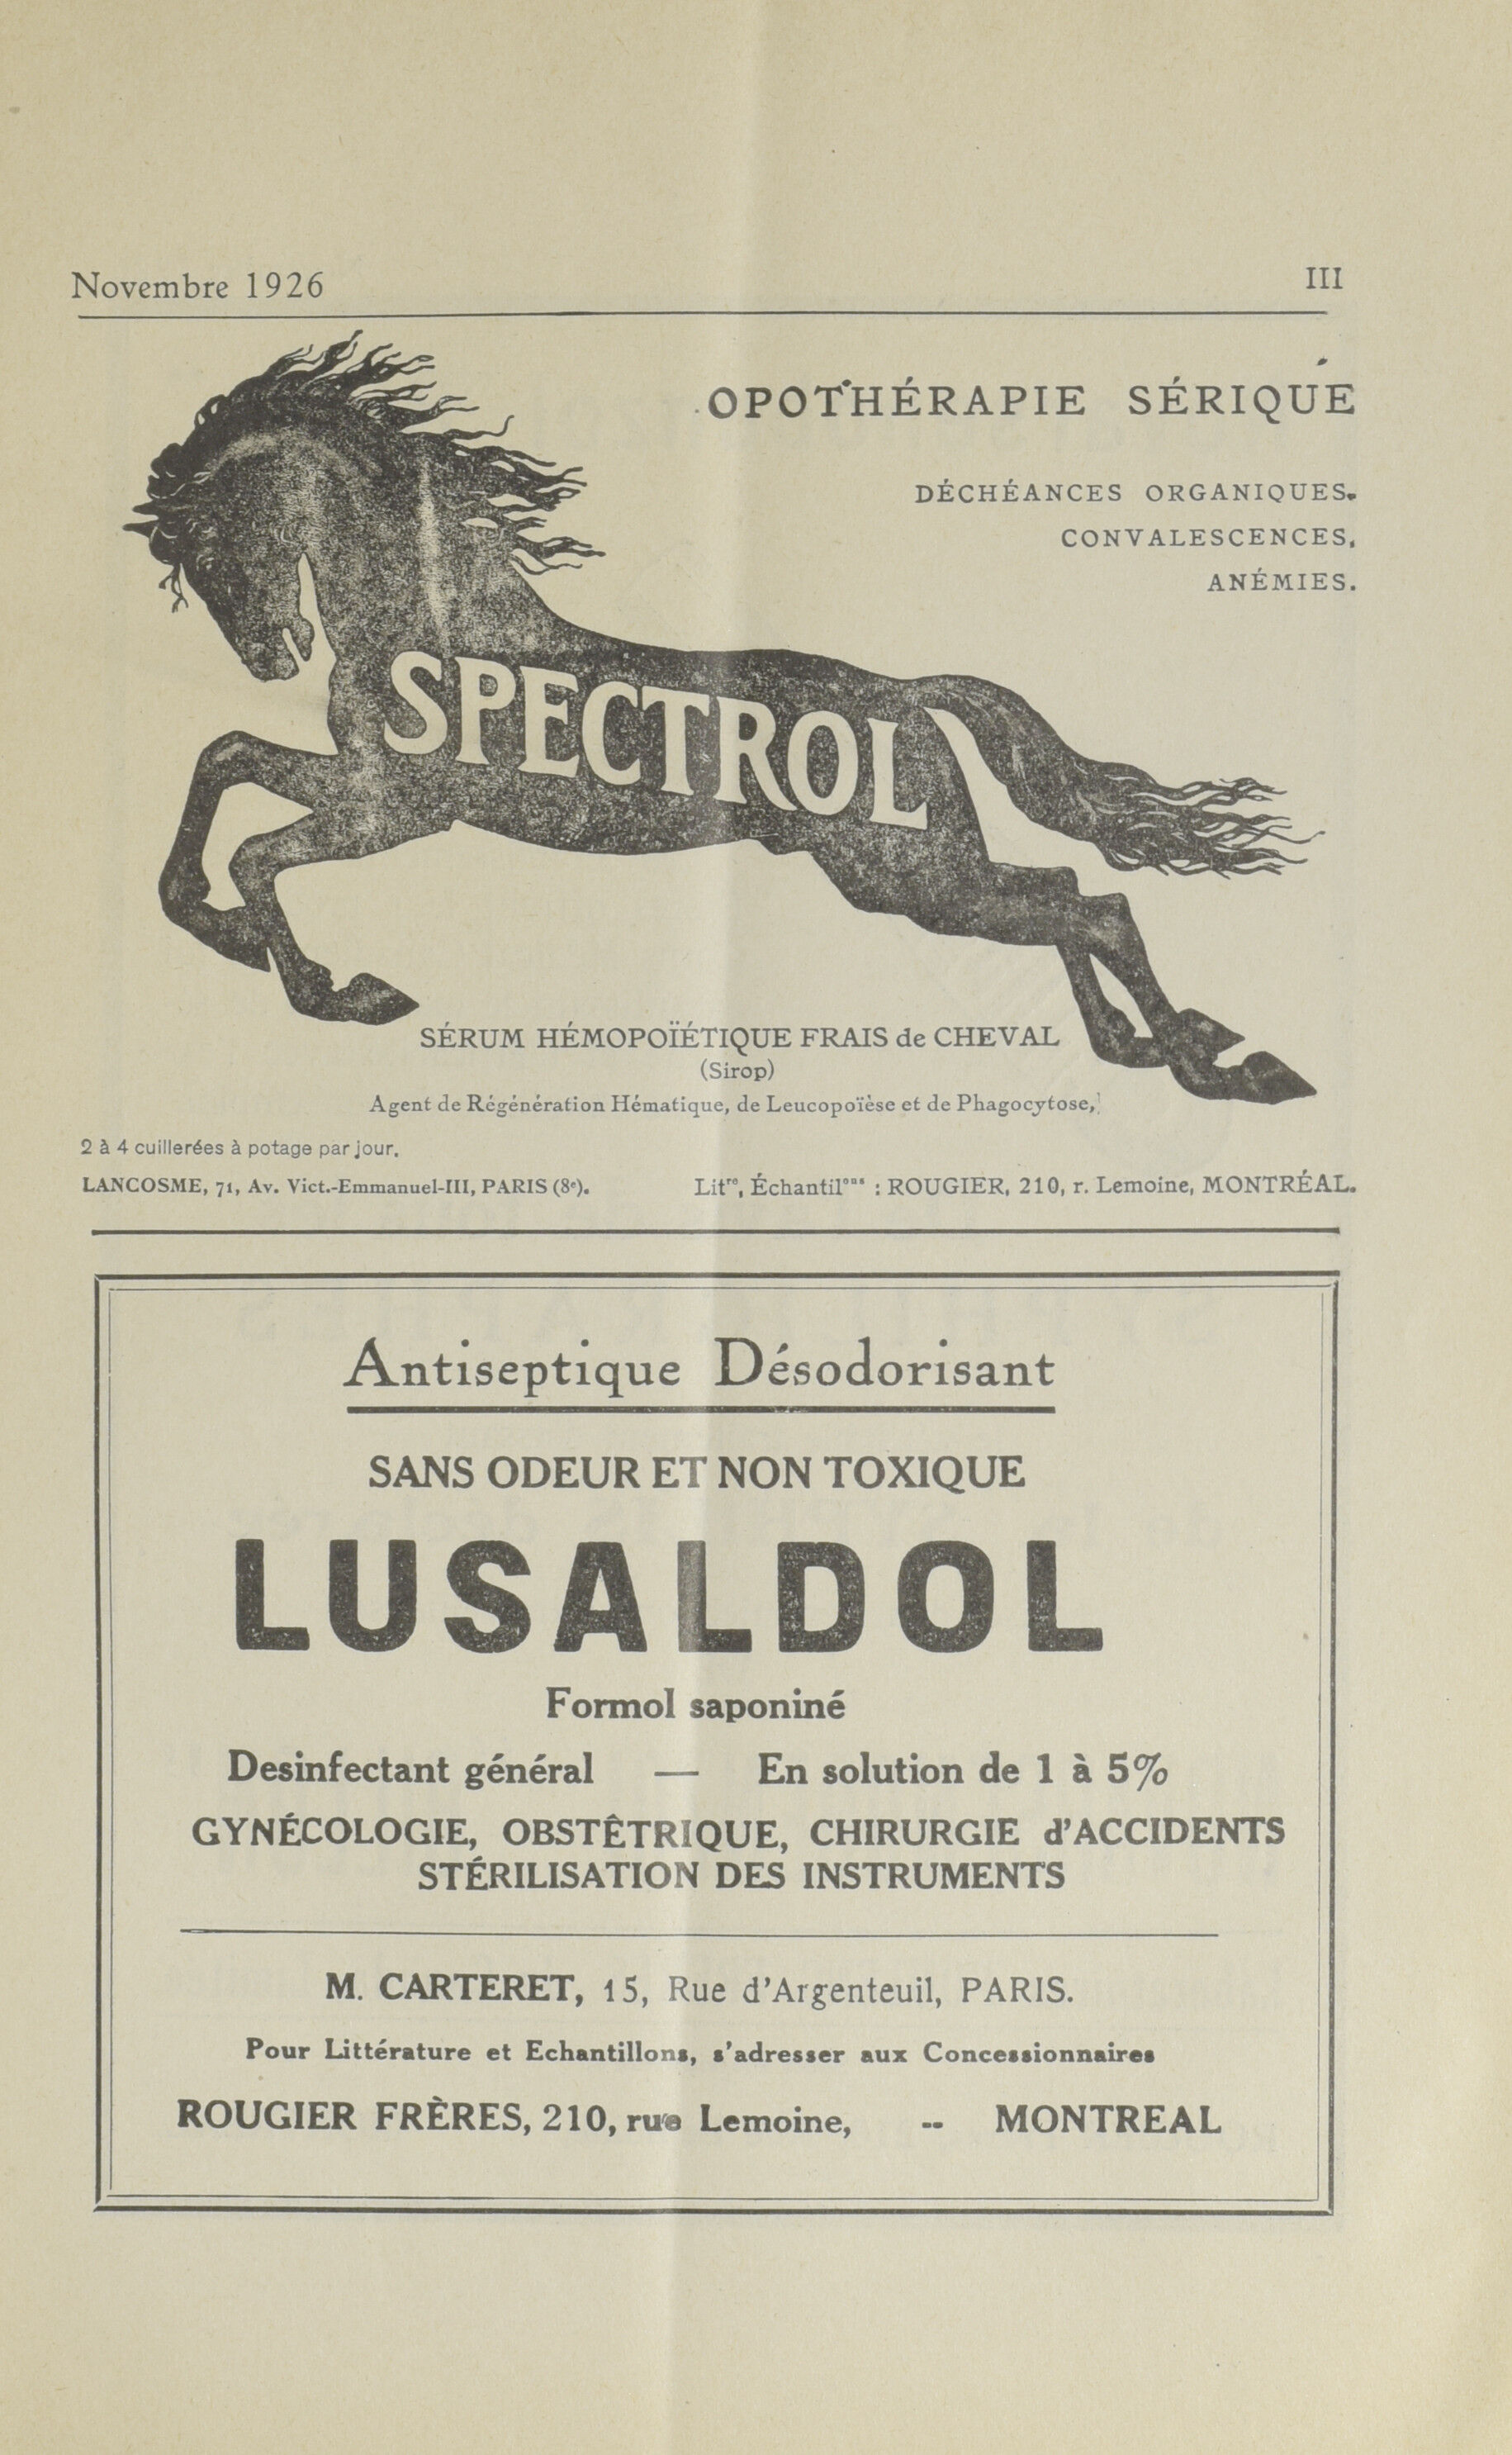 Novembre 1926
III
OPOTHÉRAPIE SÉRIQUE
DÉCHÉANCES ORGANIQUES.
CONVALESCENCES,
ANÉMIES.
SPECTROL
SÉRUM HÉMOPOÏÉTIQUE FRAIS de CHEVAL
(Sirop)
Agent de Régénération Hématique, de Leucopoïèse et de Phagocytose,
2 à 4 cuillerées à potage par jour.
LANCOSME, 71, Av. Vict.-Emmanuel-III, PARIS (8ᵉ). Litʳᵉ, Échantilᵒⁿˢ : ROUGIER, 210, r. Lemoine, MONTRÉAL.
Antiseptique Désodorisant
SANS ODEUR ET NON TOXIQUE
LUSALDOL
Formol saponiné
Desinfectant général — En solution de 1 à 5%
GYNÉCOLOGIE, OBSTÊTRIQUE, CHIRURGIE d'ACCIDENTS
STÉRILISATION DES INSTRUMENTS
M. CARTERET, 15, Rue d'Argenteuil, PARIS.
Pour Littérature et Echantillons, s'adresser aux Concessionnaires
ROUGIER FRÈRES, 210, rue Lemoine, -- MONTREAL